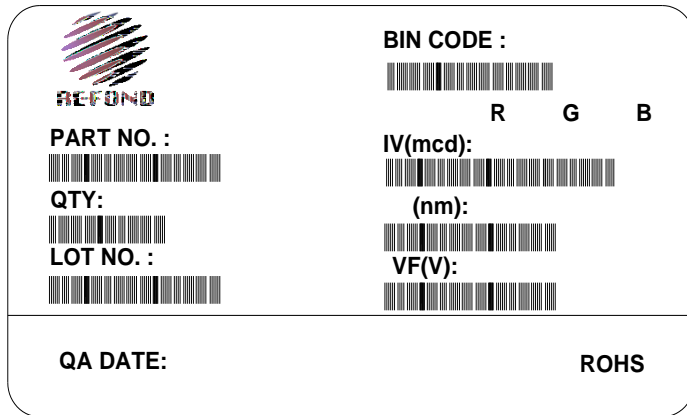 REFOND
BIN CODE :
R G B
PART NO. :
IV(mcd):
QTY:
(nm):
LOT NO. :
VF(V):
QA DATE:
ROHS